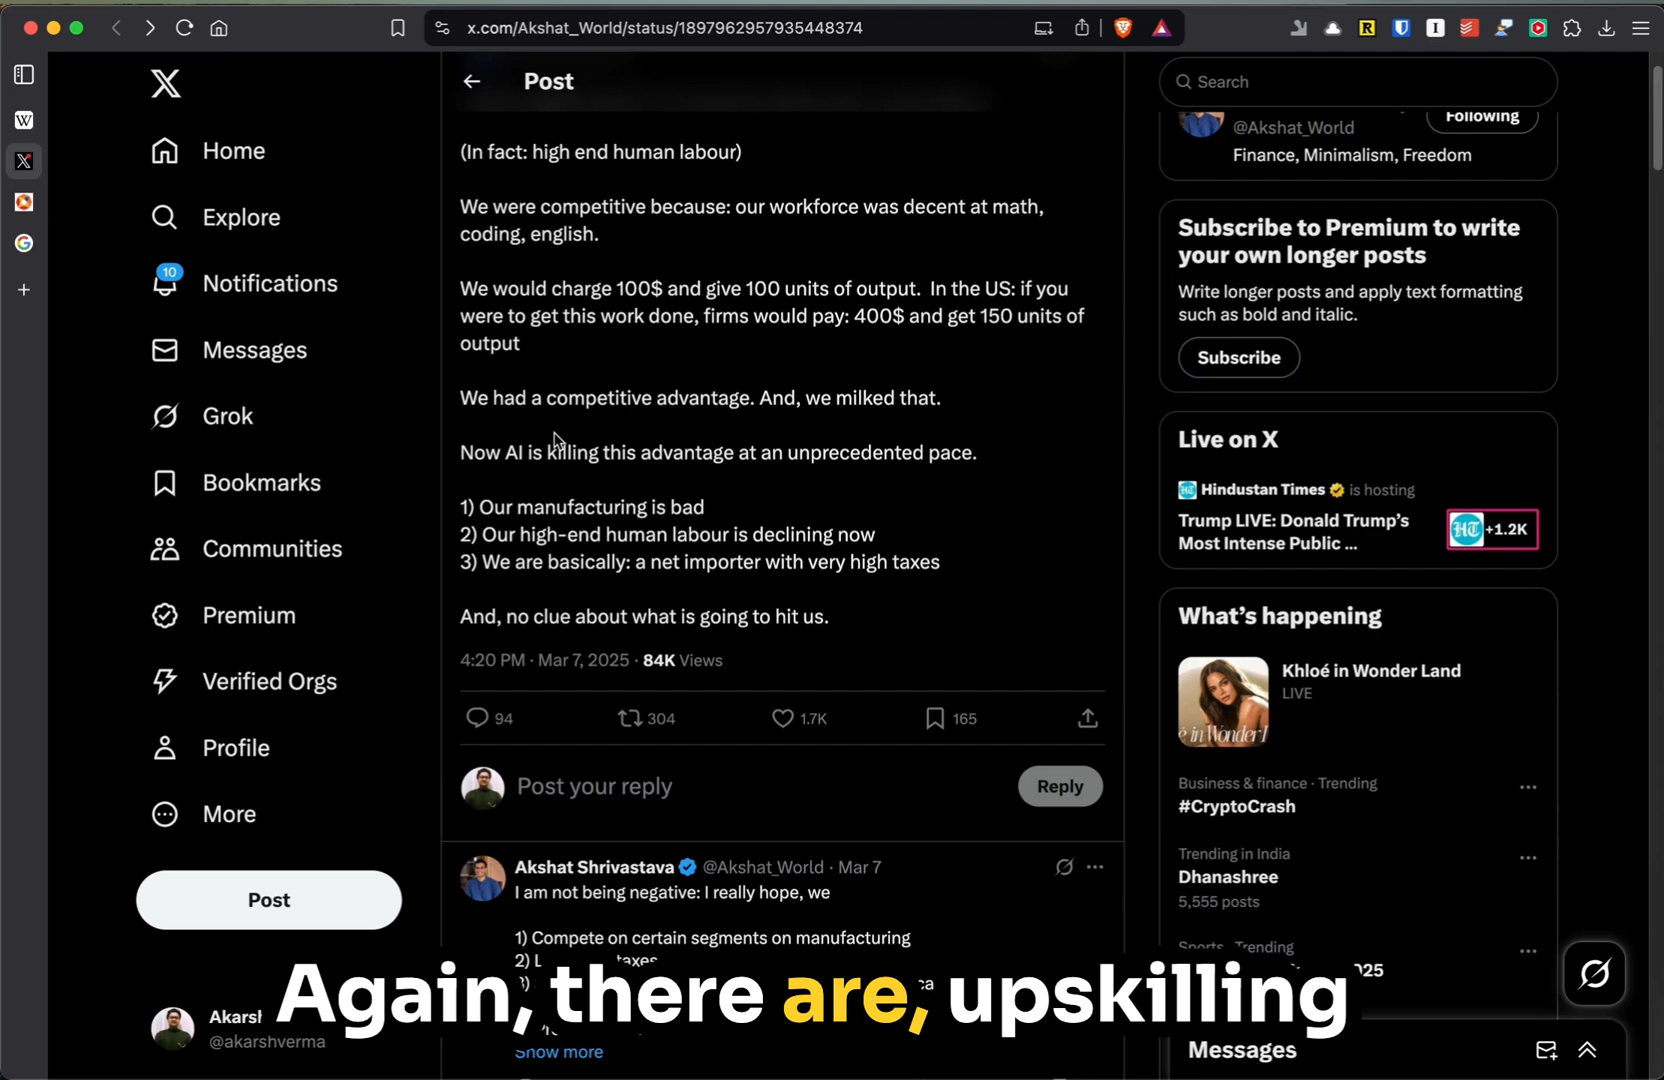 x.com/Akshat_World/status/1897962957935448374
Home
Explore
10
Notifications
Messages
Grok
Bookmarks
Communities
Premium
Verified Orgs
Profile
More
Post
@akarshverma
Post
(In fact: high end human labour)
We were competitive because: our workforce was decent at math,
coding, english.
We would charge 100$ and give 100 units of output. In the US: if you
were to get this work done, firms would pay: 400$ and get 150 units of
output
We had a competitive advantage. And, we milked that.
Now AI is killing this advantage at an unprecedented pace.
1) Our manufacturing is bad
2) Our high-end human labour is declining now
3) We are basically: a net importer with very high taxes
And, no clue about what is going to hit us.
4:20 PM · Mar 7, 2025 · 84K Views
94 304 1.7K 165
Post your reply
Reply
Akshat Shrivastava @Akshat_World · Mar 7
I am not being negative: I really hope, we
1) Compete on certain segments on manufacturing
2)
Show more
Search
@Akshat_World
Following
Finance, Minimalism, Freedom
Subscribe to Premium to write
your own longer posts
Write longer posts and apply text formatting
such as bold and italic.
Subscribe
Live on X
Hindustan Times is hosting
Trump LIVE: Donald Trump's
Most Intense Public ...
HT
+1.2K
What's happening
Khloé in Wonder Land
LIVE
Business & finance · Trending
#CryptoCrash
Trending in India
Dhanashree
5,555 posts
Sports · Trending
Messages
Again, there are, upskilling